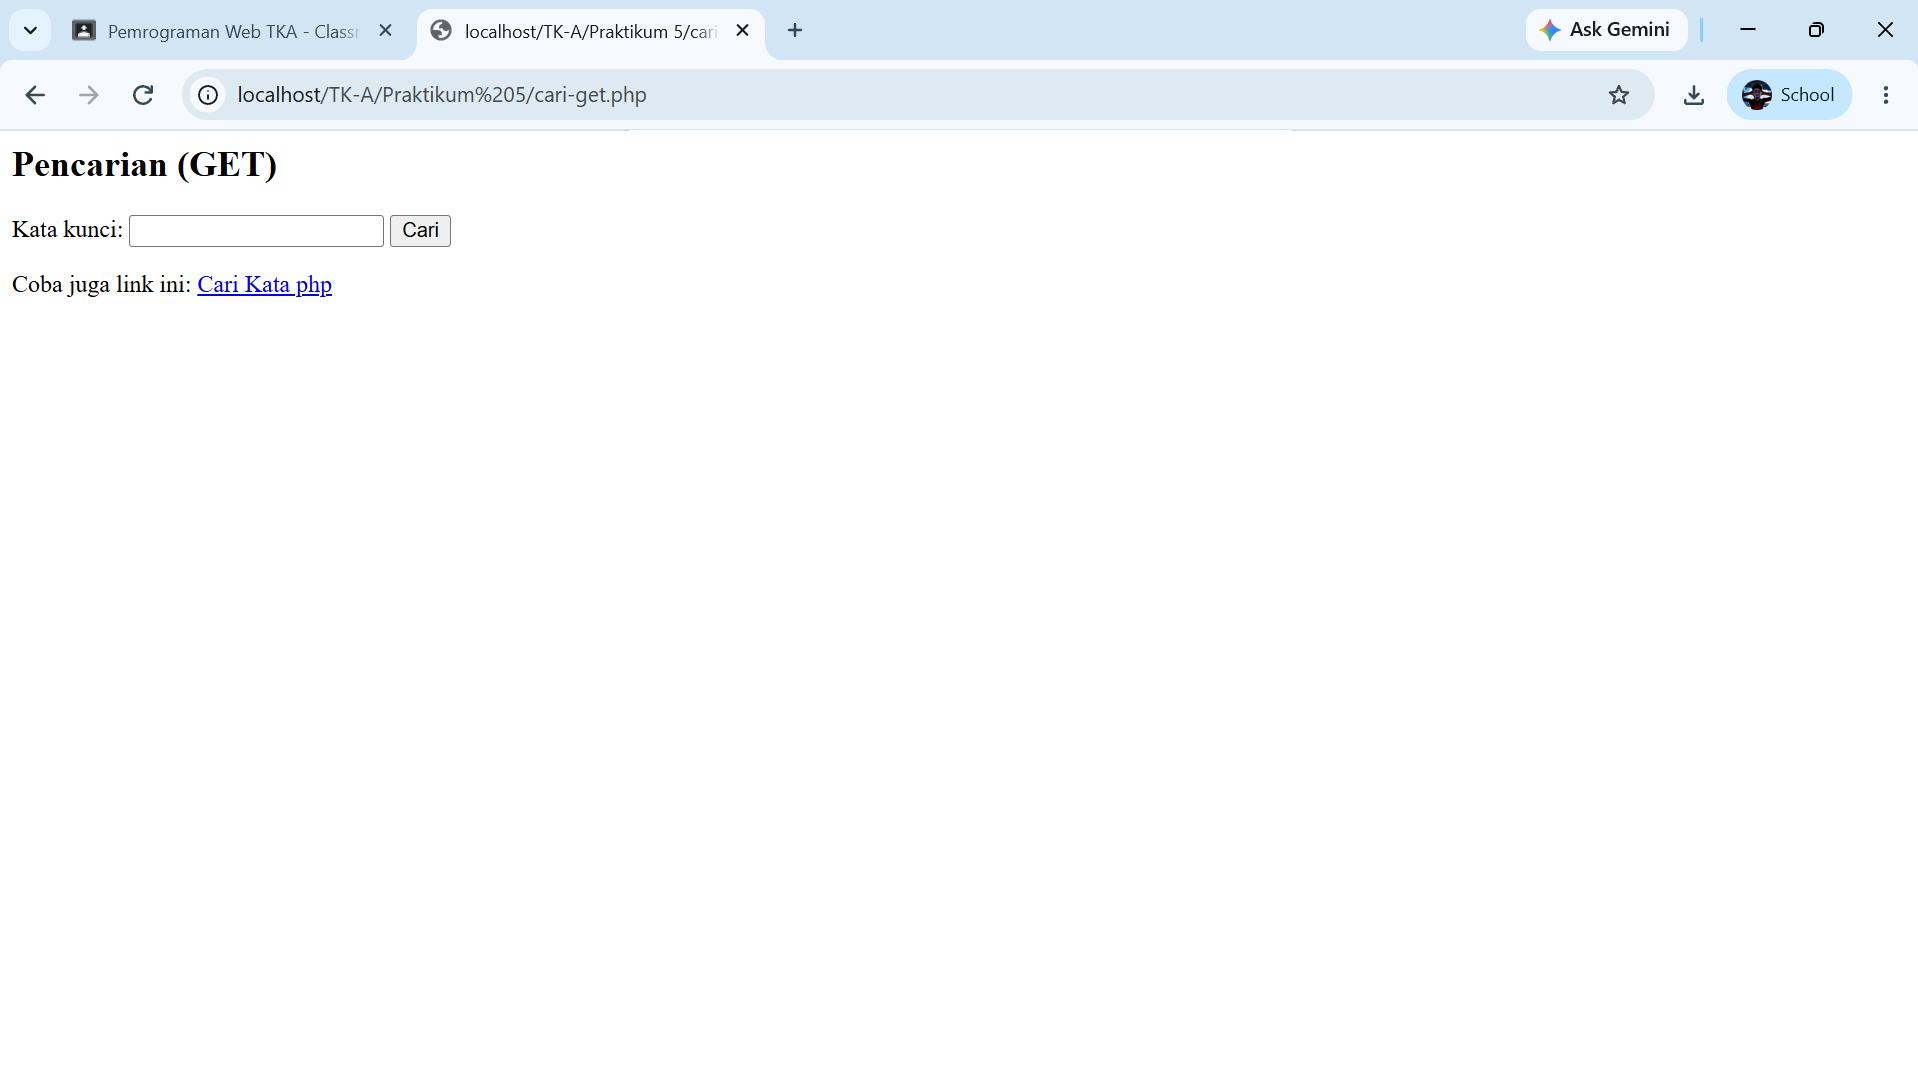 Pemrograman Web TKA - Classr
localhost/TK-A/Praktikum 5/cari
Ask Gemini
localhost/TK-A/Praktikum%205/cari-get.php
School
Pencarian (GET)
Kata kunci: Cari
Coba juga link ini: Cari Kata php